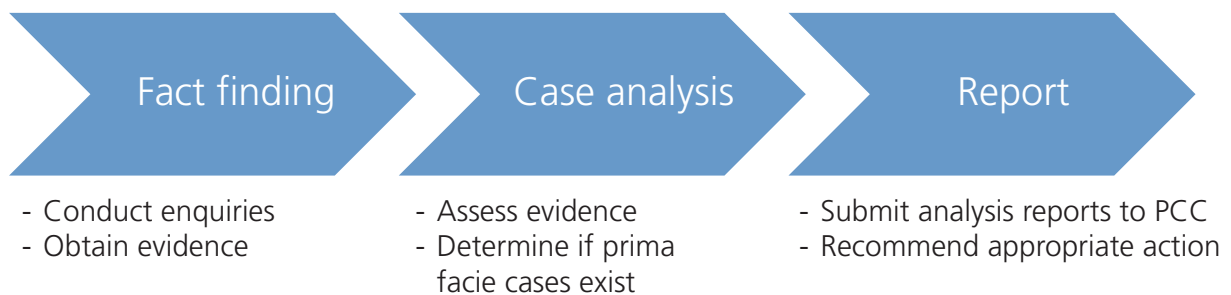 Fact finding
- Conduct enquiries
- Obtain evidence
Case analysis
- Assess evidence
- Determine if prima
facie cases exist
Report
- Submit analysis reports to PCC
- Recommend appropriate action